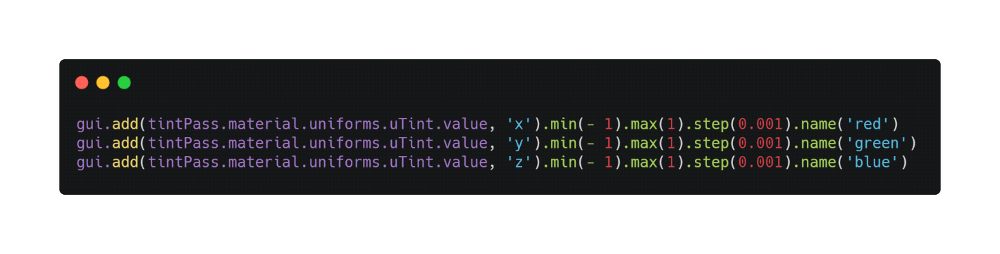 gui.add(tintPass.material.uniforms.uTint.value, 'x').min(- 1).max(1).step(0.001).name('red')
gui.add(tintPass.material.uniforms.uTint.value, 'y').min(- 1).max(1).step(0.001).name('green')
gui.add(tintPass.material.uniforms.uTint.value, 'z').min(- 1).max(1).step(0.001).name('blue')